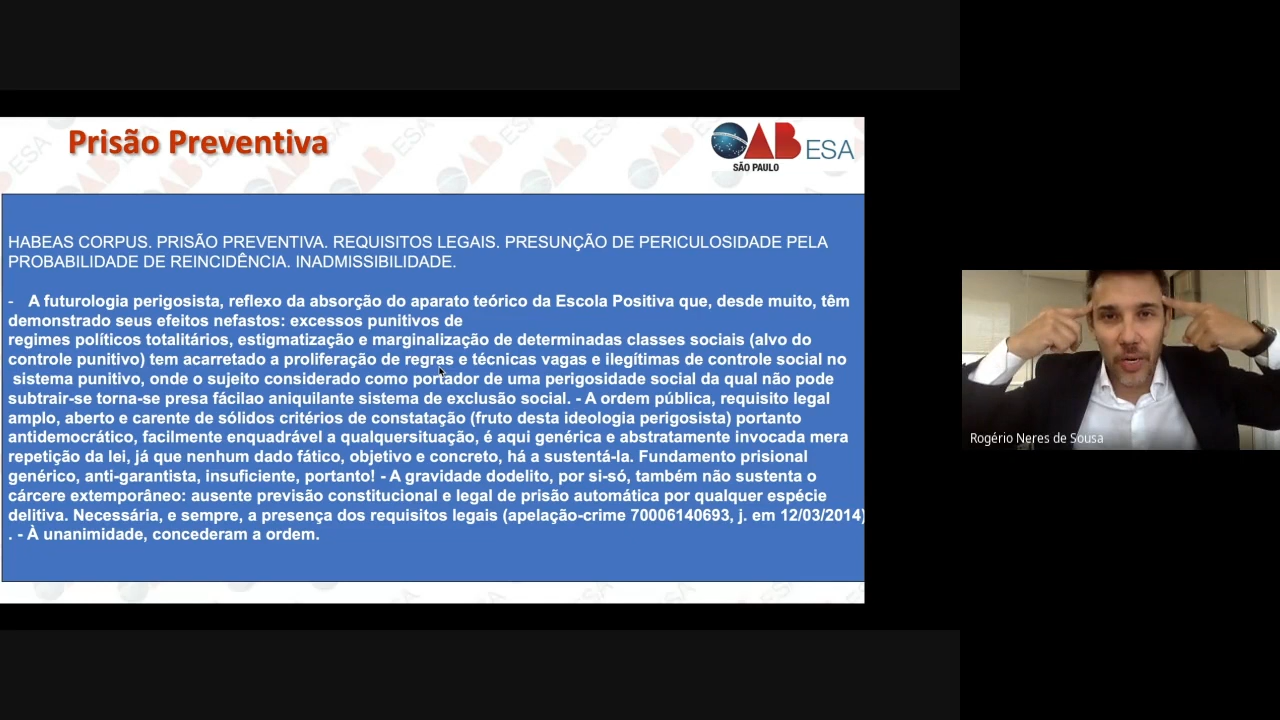 Prisão Preventiva
OAB ESA
SÃO PAULO
HABEAS CORPUS. PRISÃO PREVENTIVA. REQUISITOS LEGAIS. PRESUNÇÃO DE PERICULOSIDADE PELA
PROBABILIDADE DE REINCIDÊNCIA. INADMISSIBILIDADE.
- A futurologia perigosista, reflexo da absorção do aparato teórico da Escola Positiva que, desde muito, têm
demonstrado seus efeitos nefastos: excessos punitivos de
regimes políticos totalitários, estigmatização e marginalização de determinadas classes sociais (alvo do
controle punitivo) tem acarretado a proliferação de regras e técnicas vagas e ilegítimas de controle social no
sistema punitivo, onde o sujeito considerado como portador de uma perigosidade social da qual não pode
subtrair-se torna-se presa fácilao aniquilante sistema de exclusão social. - A ordem pública, requisito legal
amplo, aberto e carente de sólidos critérios de constatação (fruto desta ideologia perigosista) portanto
antidemocrático, facilmente enquadrável a qualquersituação, é aqui genérica e abstratamente invocada mera
repetição da lei, já que nenhum dado fático, objetivo e concreto, há a sustentá-la. Fundamento prisional
genérico, anti-garantista, insuficiente, portanto! - A gravidade dodelito, por si-só, também não sustenta o
cárcere extemporâneo: ausente previsão constitucional e legal de prisão automática por qualquer espécie
delitiva. Necessária, e sempre, a presença dos requisitos legais (apelação-crime 70006140693, j. em 12/03/2014)
. - À unanimidade, concederam a ordem.
Rogério Neres de Sousa